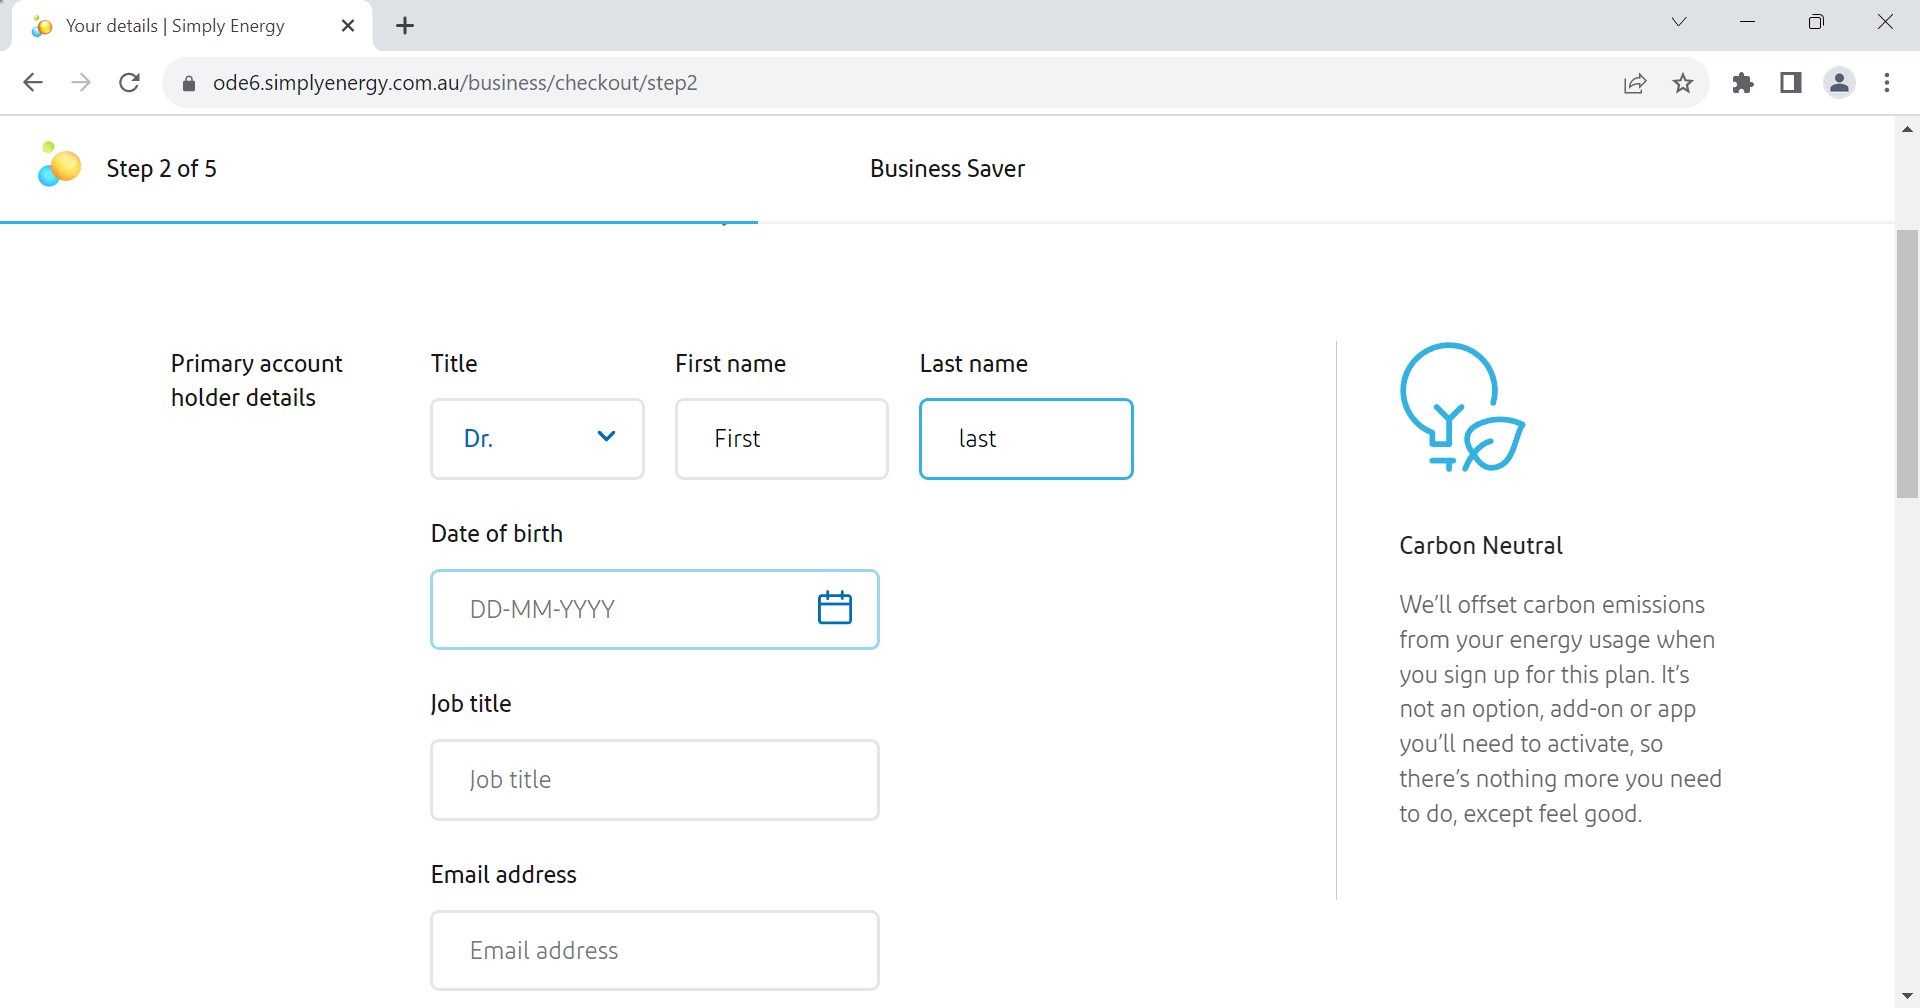 Your details | Simply Energy
ode6.simplyenergy.com.au/business/checkout/step2
Step 2 of 5
Business Saver
Primary account
holder details
Title
First name
Last name
Dr.
First
last
Date of birth
DD-MM-YYYY
Job title
Job title
Email address
Email address
Carbon Neutral
We'll offset carbon emissions
from your energy usage when
you sign up for this plan. It's
not an option, add-on or app
you'll need to activate, so
there's nothing more you need
to do, except feel good.